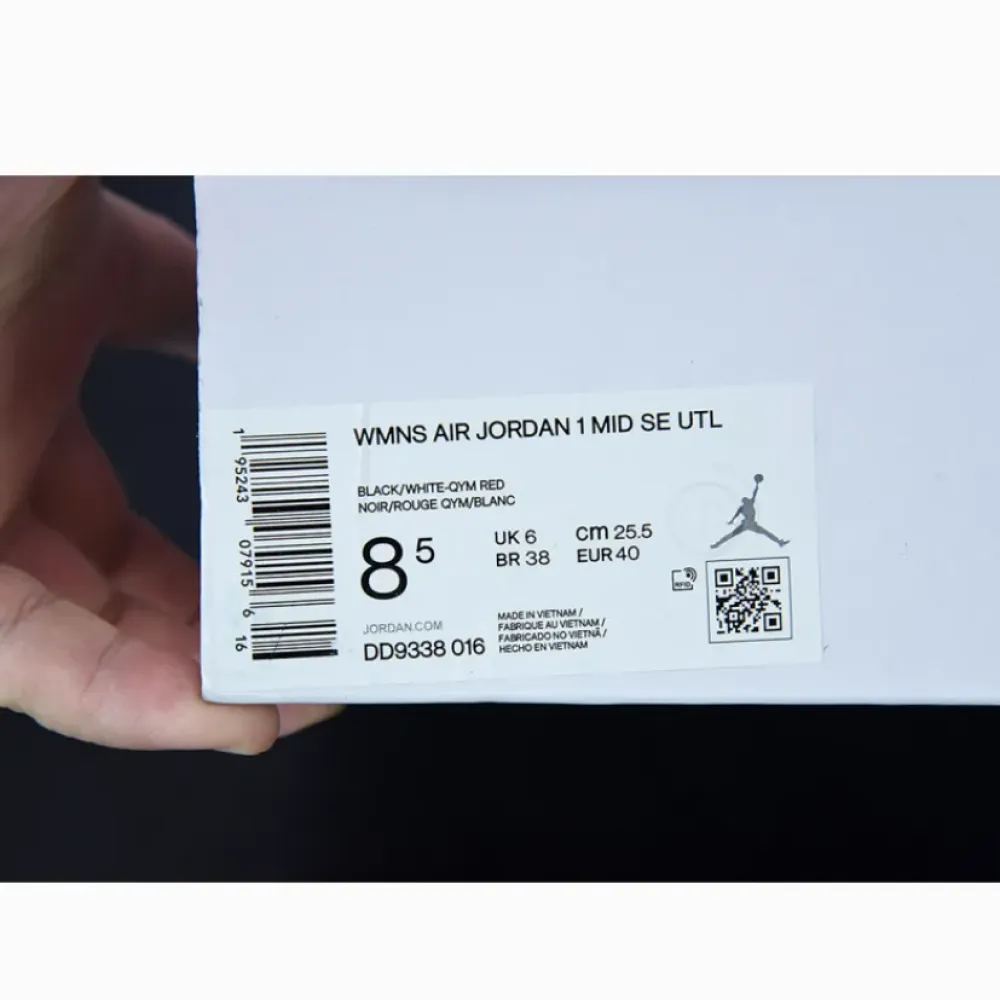 WMNS AIR JORDAN 1 MID SE UTL
BLACK/WHITE-QYM RED
NOIR/ROUGE QYM/BLANC
8 5
UK 6 cm 25.5
BR 38 EUR 40
JORDAN.COM
DD9338 016
MADE IN VIETNAM /
FABRIQUE AU VIETNAM /
FABRICADO NO VIETNÃ /
HECHO EN VIETNAM
RFID
1 95243 07915 6 16